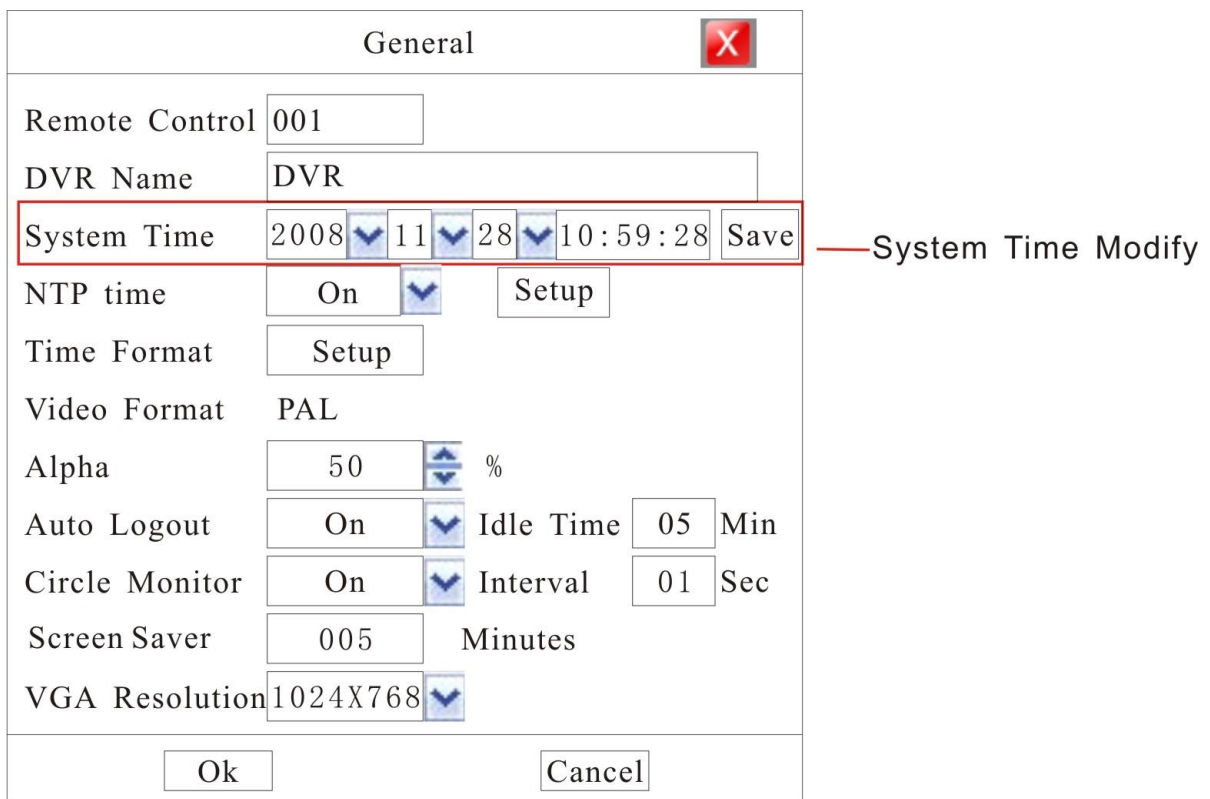 General X
Remote Control 001
DVR Name DVR
System Time 2008 11 28 10:59:28 Save System Time Modify
NTP time On Setup
Time Format Setup
Video Format PAL
Alpha 50 %
Auto Logout On Idle Time 05 Min
Circle Monitor On Interval 01 Sec
Screen Saver 005 Minutes
VGA Resolution 1024X768
Ok Cancel